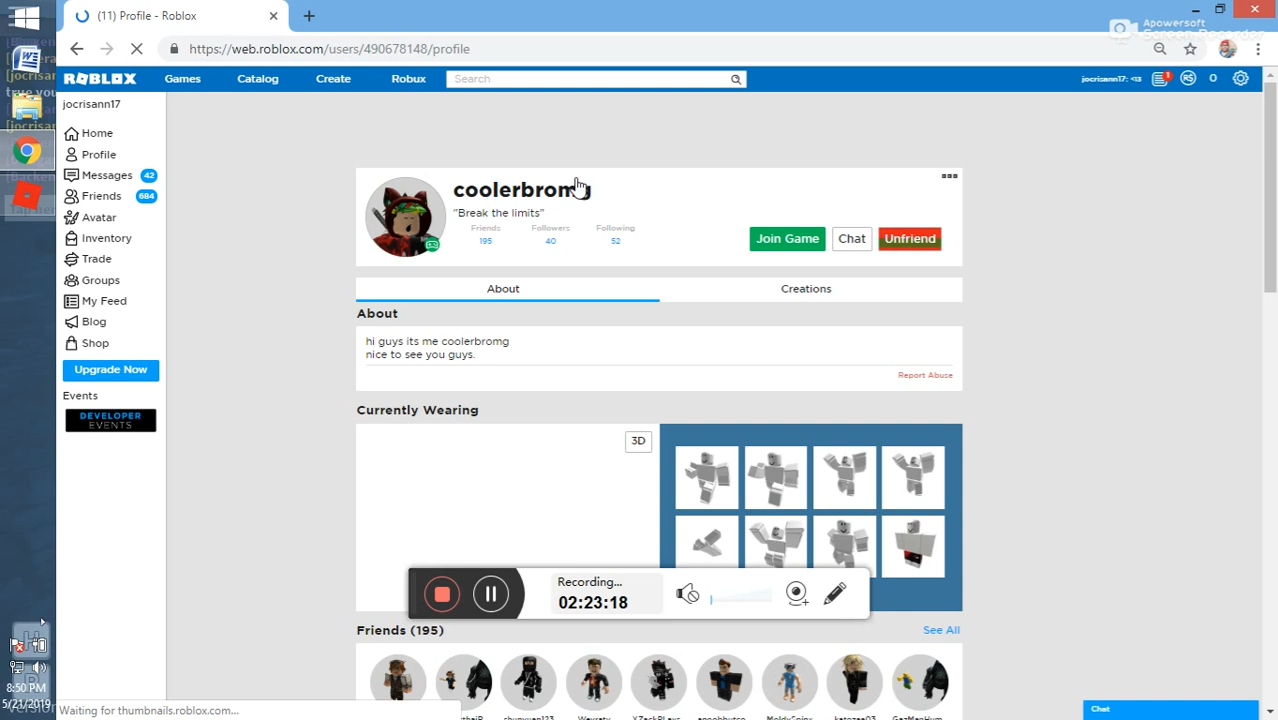 (11) Profile - Roblox
Apowersoft
Screen Recorder
https://web.roblox.com/users/490678148/profile
ROBLOX
Games
Catalog
Create
Robux
Search
jocrisann17: <13
1
0
jocrisann17
Home
Profile
Messages 42
Friends 684
Avatar
Inventory
Trade
Groups
My Feed
Blog
Shop
Upgrade Now
Events
DEVELOPER
EVENTS
coolerbromg
"Break the limits"
Friends Followers Following
195 40 52
Join Game
Chat
Unfriend
About
Creations
About
hi guys its me coolerbromg
nice to see you guys.
Report Abuse
Currently Wearing
3D
Recording...
02:23:18
Friends (195)
See All
8:50 PM
5/21/2019
Waiting for thumbnails.roblox.com...
Chat